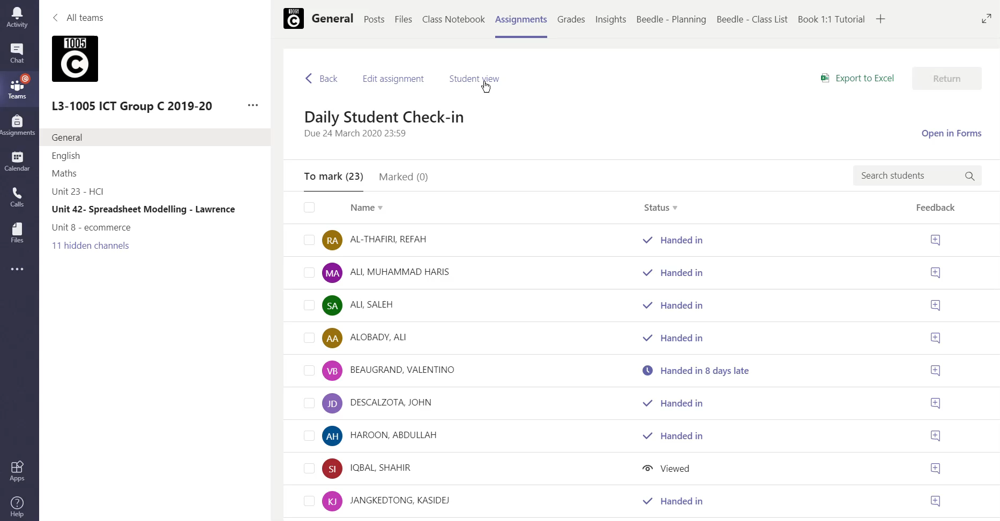 Activity
Chat
@
Teams
Assignments
Calendar
Calls
Files
Apps
Help
All teams
1005
C
L3-1005 ICT Group C 2019-20
General
English
Maths
Unit 23 - HCI
Unit 42- Spreadsheet Modelling - Lawrence
Unit 8 - ecommerce
11 hidden channels
1005
C
General Posts Files Class Notebook Assignments Grades Insights Beedle - Planning Beedle - Class List Book 1:1 Tutorial
Back Edit assignment Student view Export to Excel Return
Daily Student Check-in
Due 24 March 2020 23:59
Open in Forms
To mark (23) Marked (0) Search students
Name Status Feedback
RA AL-THAFIRI, REFAH Handed in
MA ALI, MUHAMMAD HARIS Handed in
SA ALI, SALEH Handed in
AA ALOBADY, ALI Handed in
VB BEAUGRAND, VALENTINO Handed in 8 days late
JD DESCALZOTA, JOHN Handed in
AH HAROON, ABDULLAH Handed in
SI IQBAL, SHAHIR Viewed
KJ JANGKEDTONG, KASIDEJ Handed in